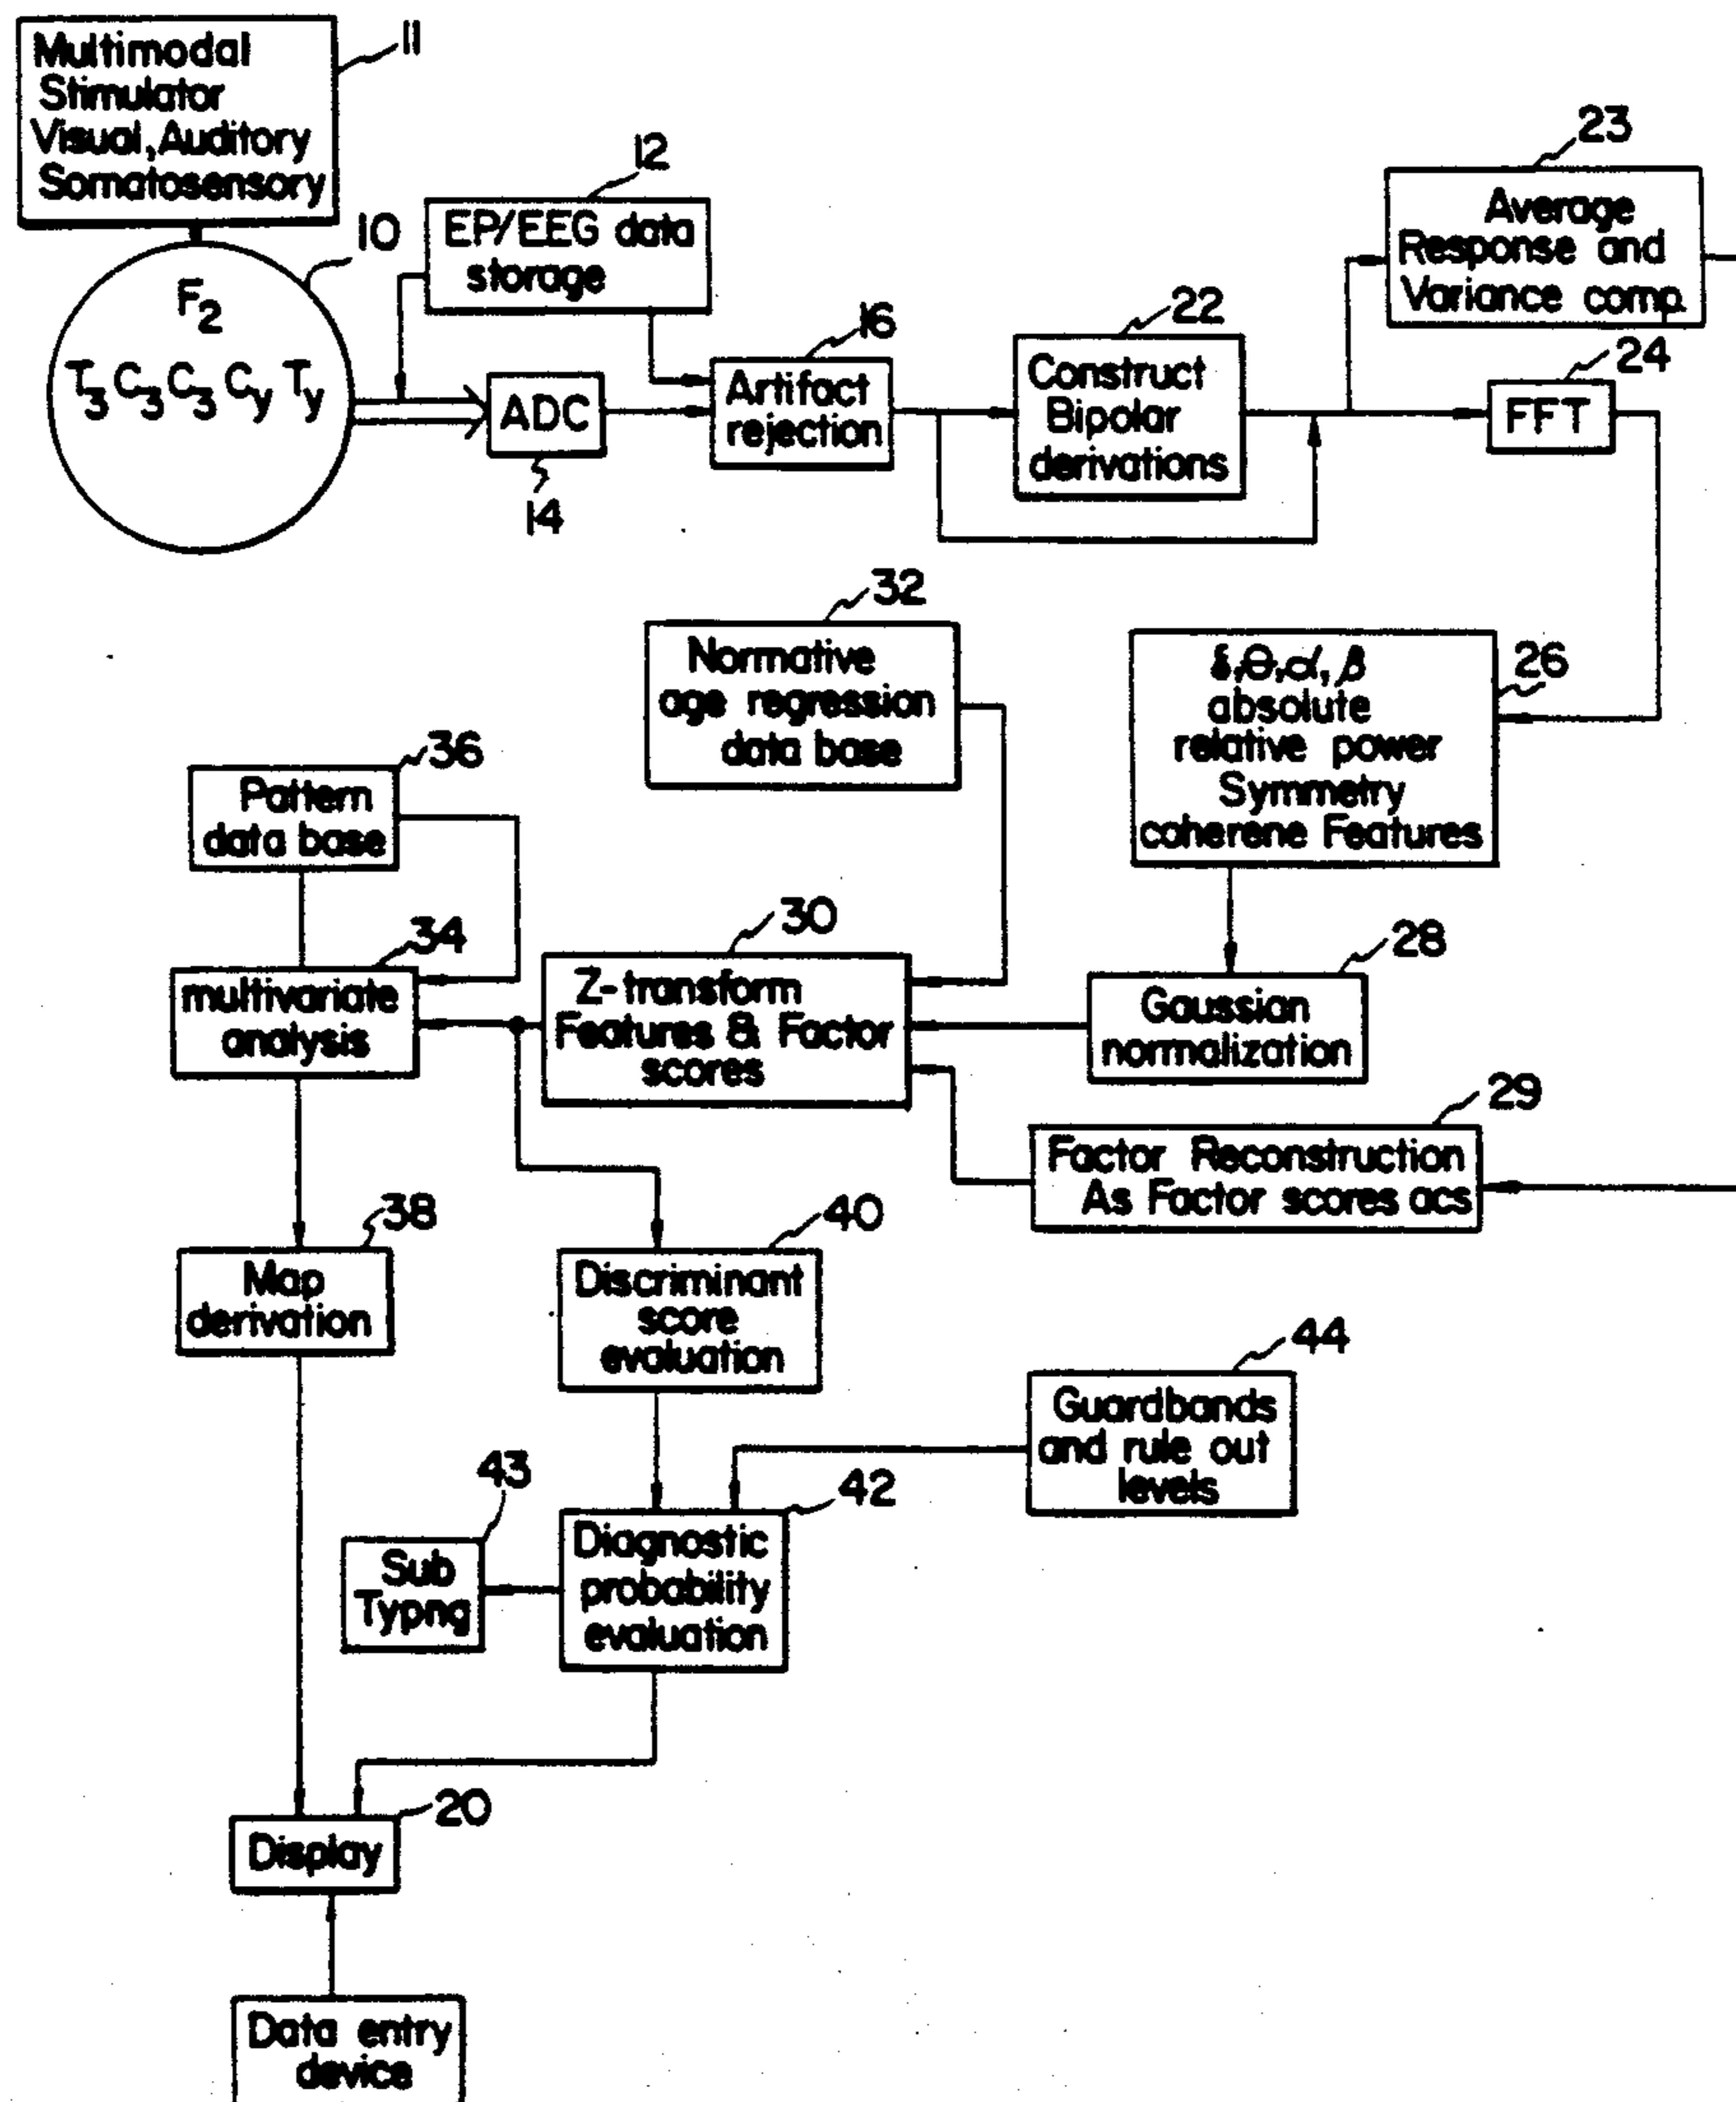 Multimodal
Stimulator
Visual, Auditory
Somatosensory
11
10
F2
T3 C3 C3 Cy Ty
12
EP/EEG data
storage
ADC
14
16
Artifact
rejection
22
Construct
Bipolar
derivations
23
Average
Response and
Variance comp.
24
FFT
26
δ,θ,α,β
absolute
relative power
Symmetry
coherene Features
32
Normative
age regression
data base
36
Pattern
data base
34
multivariate
analysis
30
Z-transform
Features & Factor
scores
28
Gaussian
normalization
29
Factor Reconstruction
As Factor scores acs
38
Map
derivation
40
Discriminant
score
evaluation
44
Guardbands
and rule out
levels
43
Sub
Typng
42
Diagnostic
probability
evaluation
20
Display
Data entry
device